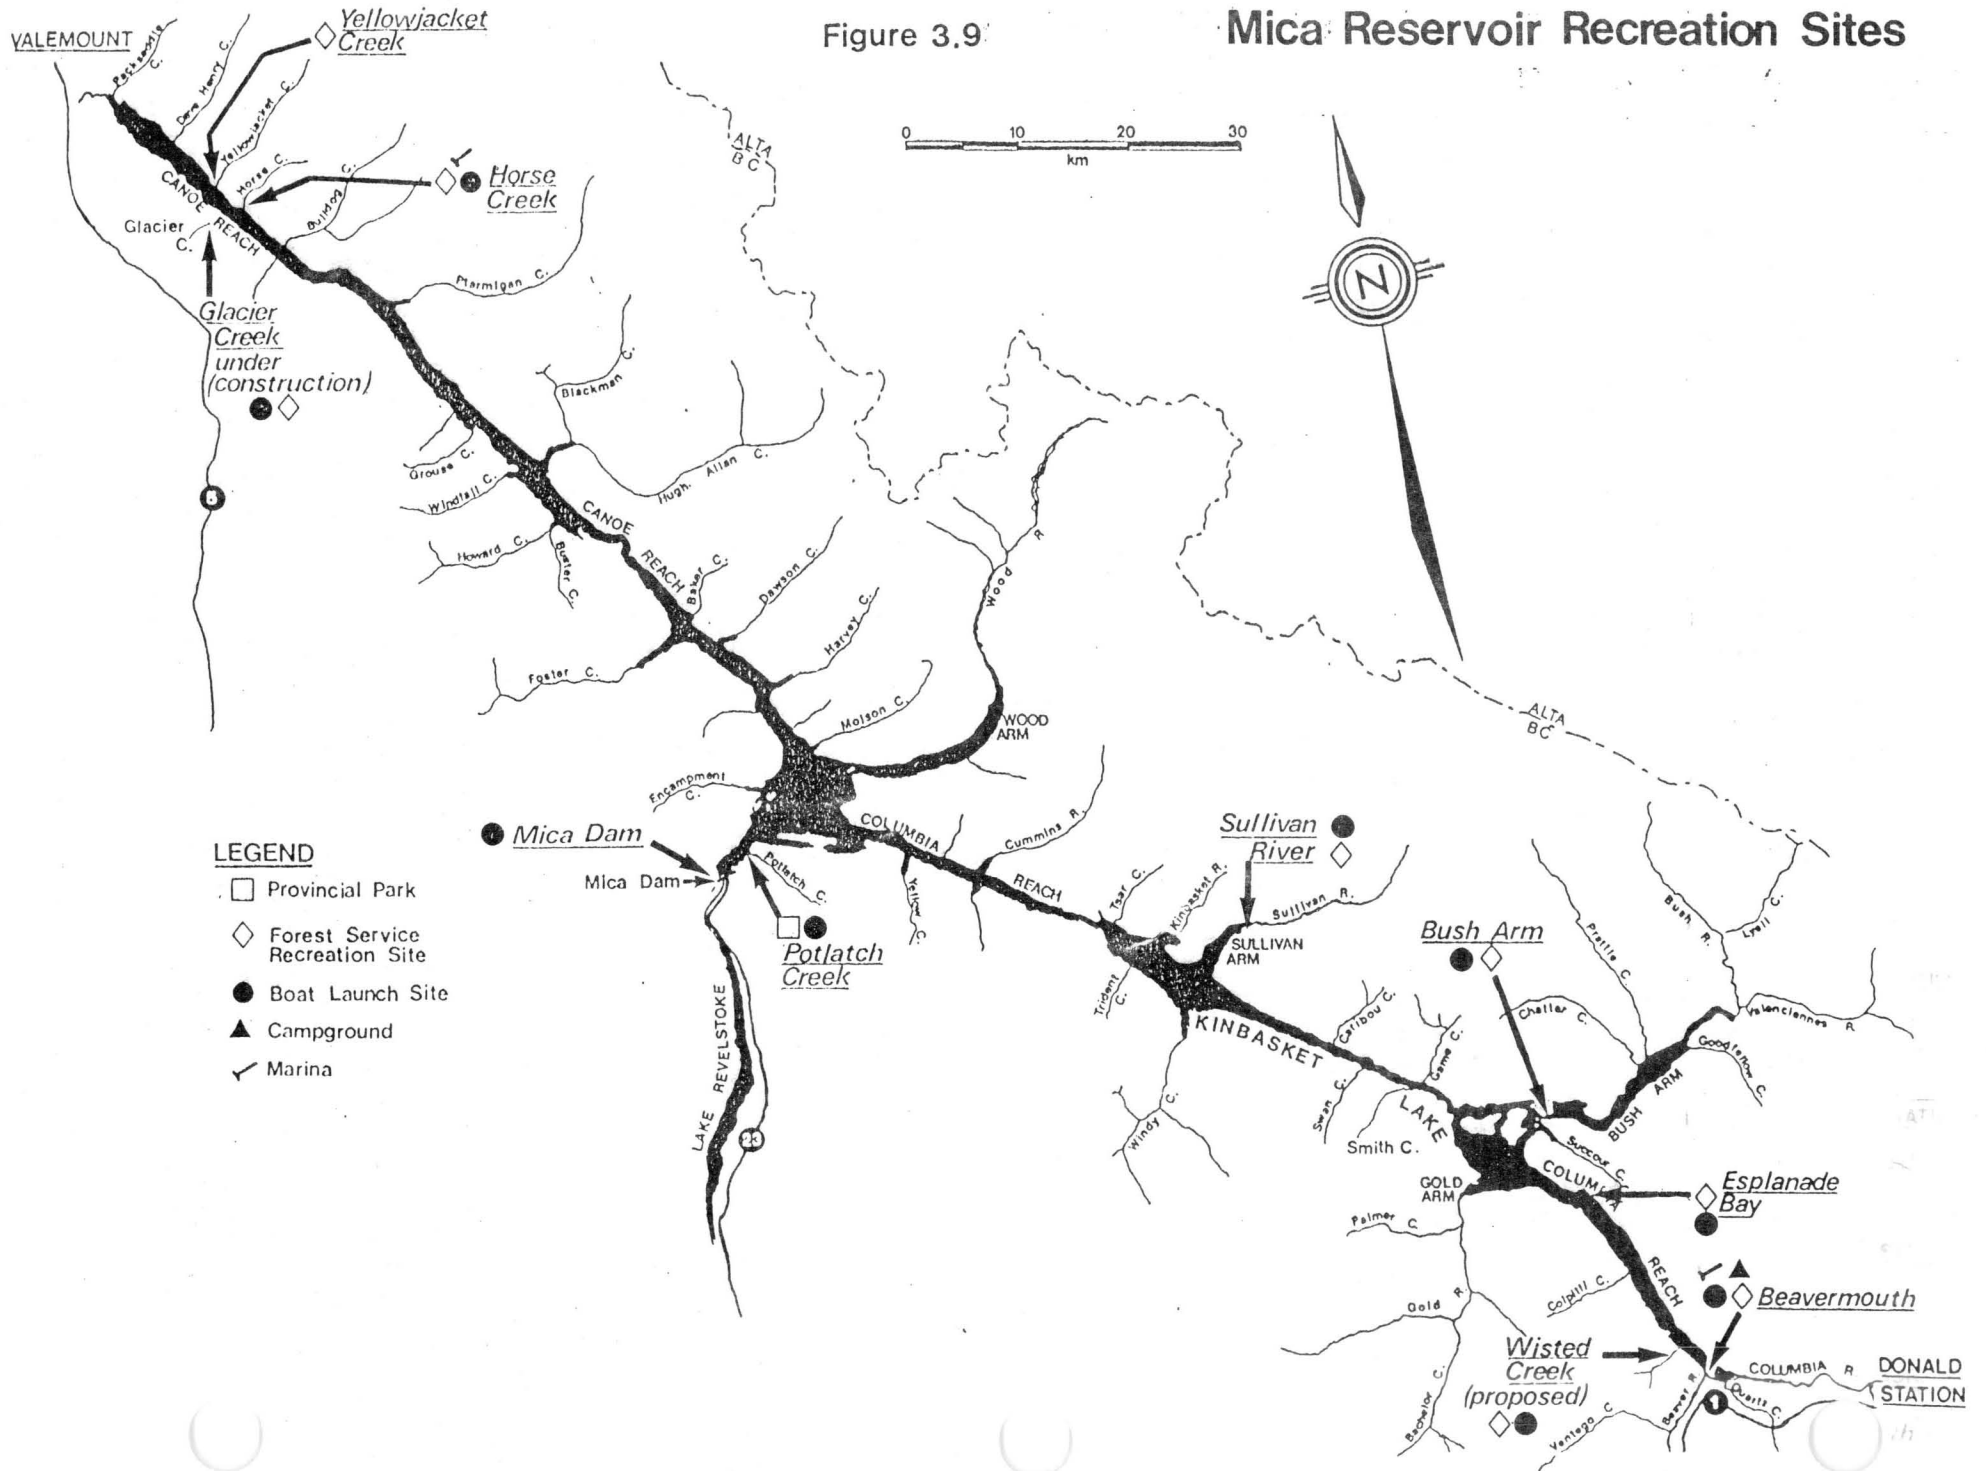 Figure 3.9
Mica Reservoir Recreation Sites
VALEMOUNT
Yellowjacket
Creek
Packsaddle
C.
Dave Henry C.
Yellowjacket C.
Horse C.
Bulldog C.
CANOE REACH
Glacier
C.
Horse
Creek
Glacier
Creek
under
(construction)
5
0 10 20 30
km
ALTA
BC
N
Ptarmigan C.
Blackman C.
Hugh Allan C.
Grouse C.
Windfall C.
Howard C.
Buster C.
CANOE
REACH
Baker C.
Dawson C.
Harvey C.
Foster C.
Molson C.
Wood R.
WOOD
ARM
Encampment
C.
Mica Dam
Mica Dam
Potlatch C.
Potlatch
Creek
LEGEND
Provincial Park
Forest Service
Recreation Site
Boat Launch Site
Campground
Marina
LAKE REVELSTOKE
23
COLUMBIA
REACH
Yellow C.
Cummins R.
Tsar C.
Kinbasket R.
Trident
C.
Sullivan
River
Sullivan R.
SULLIVAN
ARM
KINBASKET
LAKE
Windy C.
Caribou C.
Swan C.
Game C.
Smith C.
Bush Arm
Chatter C.
Prattle C.
Bush R.
Lyell C.
Valenciennes R.
Goodfellow C.
BUSH ARM
Succour C.
ALTA
BC
GOLD
ARM
COLUMBIA
REACH
Esplanade
Bay
Palmer C.
Gold R.
Colpitti C.
Bachelor C.
Beavermouth
Wisted
Creek
(proposed)
Ventego C.
Beaver R.
Quartz C.
1
COLUMBIA R.
DONALD
STATION